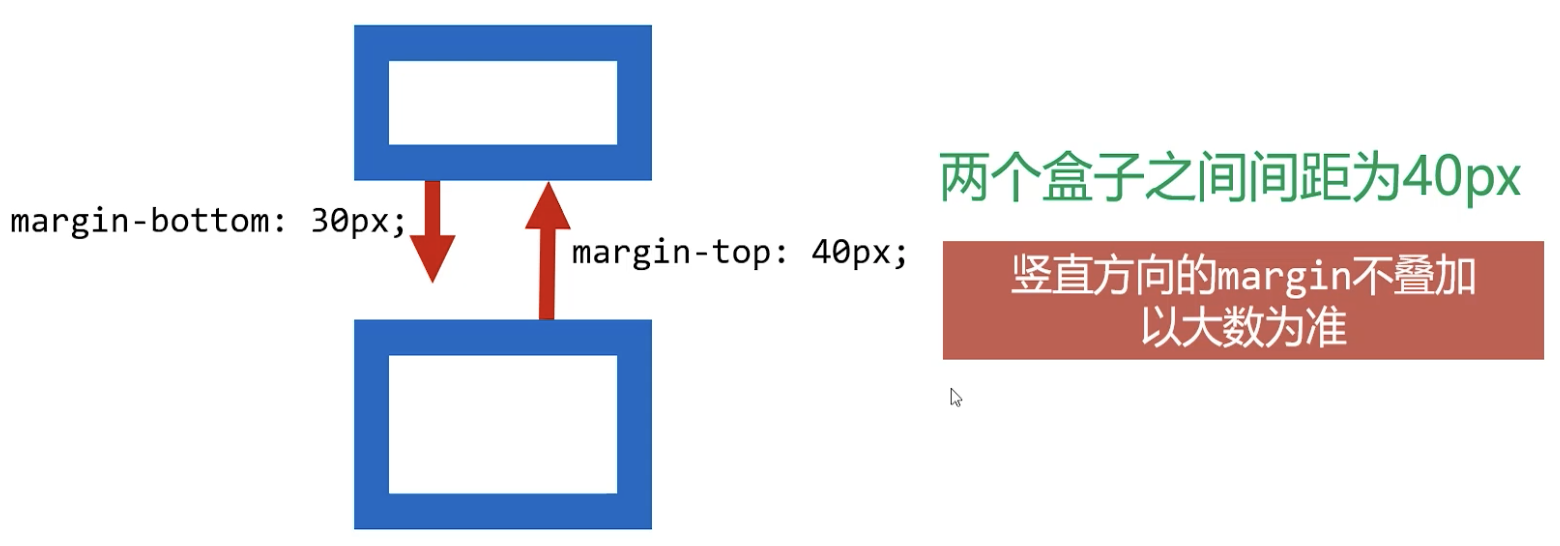 margin-bottom: 30px;
margin-top: 40px;
两个盒子之间间距为40px
竖直方向的margin不叠加
以大数为准